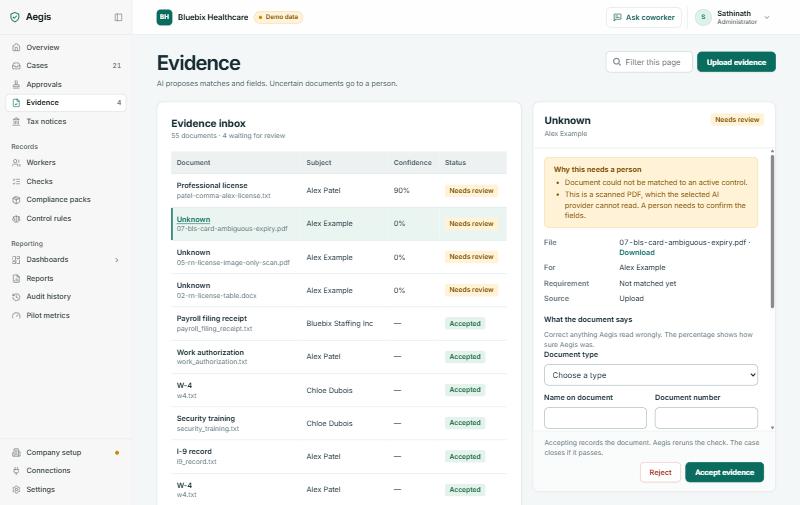 Aegis
Overview
Cases 21
Approvals
Evidence 4
Tax notices
Records
Workers
Checks
Compliance packs
Control rules
Reporting
Dashboards
Reports
Audit history
Pilot metrics
Company setup
Connections
Settings
BH Bluebix Healthcare Demo data
Ask coworker
S Sathinath
Administrator
Evidence
AI proposes matches and fields. Uncertain documents go to a person.
Filter this page
Upload evidence
Evidence inbox
55 documents · 4 waiting for review
Document Subject Confidence Status
Professional license
patel-comma-alex-license.txt
Alex Patel 90% Needs review
Unknown
07-bls-card-ambiguous-expiry.pdf
Alex Example 0% Needs review
Unknown
05-rn-license-image-only-scan.pdf
Alex Example 0% Needs review
Unknown
02-rn-license-table.docx
Alex Example 0% Needs review
Payroll filing receipt
payroll_filing_receipt.txt
Bluebix Staffing Inc — Accepted
Work authorization
work_authorization.txt
Alex Patel — Accepted
W-4
w4.txt
Chloe Dubois — Accepted
Security training
security_training.txt
Chloe Dubois — Accepted
I-9 record
i9_record.txt
Alex Patel — Accepted
W-4
w4.txt
Alex Patel — Accepted
Unknown
Alex Example
Needs review
Why this needs a person
• Document could not be matched to an active control.
• This is a scanned PDF, which the selected AI
provider cannot read. A person needs to confirm the
fields.
File 07-bls-card-ambiguous-expiry.pdf ·
Download
For Alex Example
Requirement Not matched yet
Source Upload
What the document says
Correct anything Aegis read wrongly. The percentage shows how
sure Aegis was.
Document type
Choose a type
Name on document Document number
Accepting records the document. Aegis reruns the check. The case
closes if it passes.
Reject Accept evidence